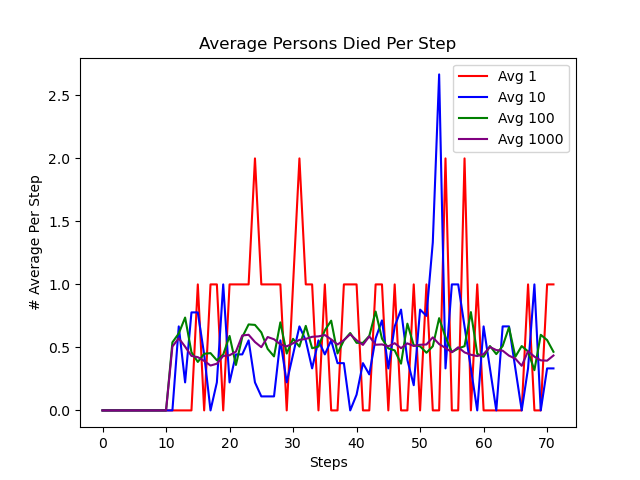 Average Persons Died Per Step
Avg 1
Avg 10
Avg 100
Avg 1000
# Average Per Step
2.5
2.0
1.5
1.0
0.5
0.0
0 10 20 30 40 50 60 70
Steps